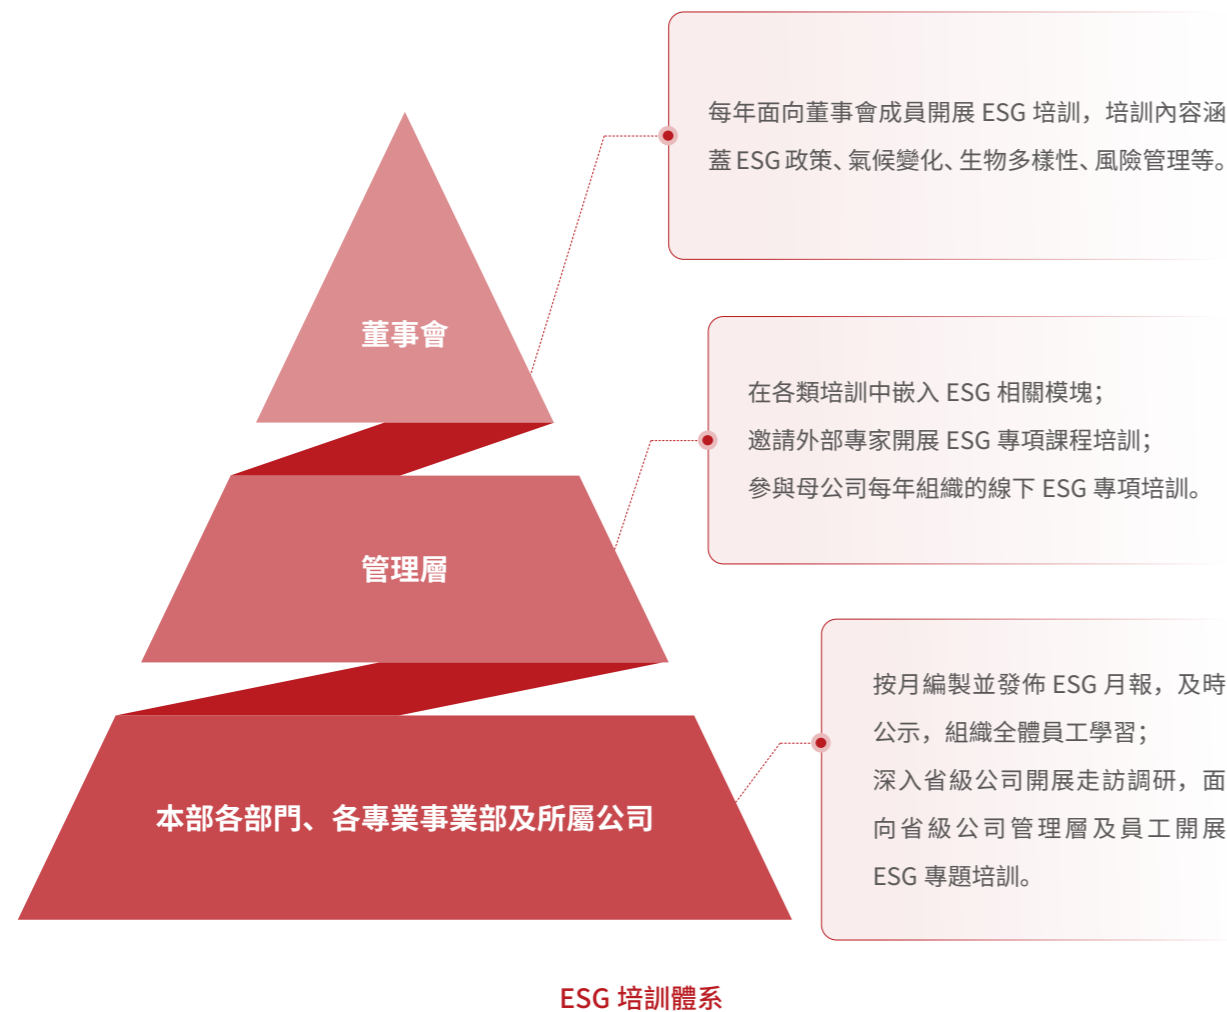 每年面向董事會成員開展 ESG 培訓，培訓內容涵
蓋 ESG 政策、氣候變化、生物多樣性、風險管理等。
董事會
在各類培訓中嵌入 ESG 相關模塊；
邀請外部專家開展 ESG 專項課程培訓；
參與母公司每年組織的線下 ESG 專項培訓。
管理層
按月編製並發佈 ESG 月報，及時
公示，組織全體員工學習；
深入省級公司開展走訪調研，面
向省級公司管理層及員工開展
ESG 專題培訓。
本部各部門、各專業事業部及所屬公司
ESG 培訓體系